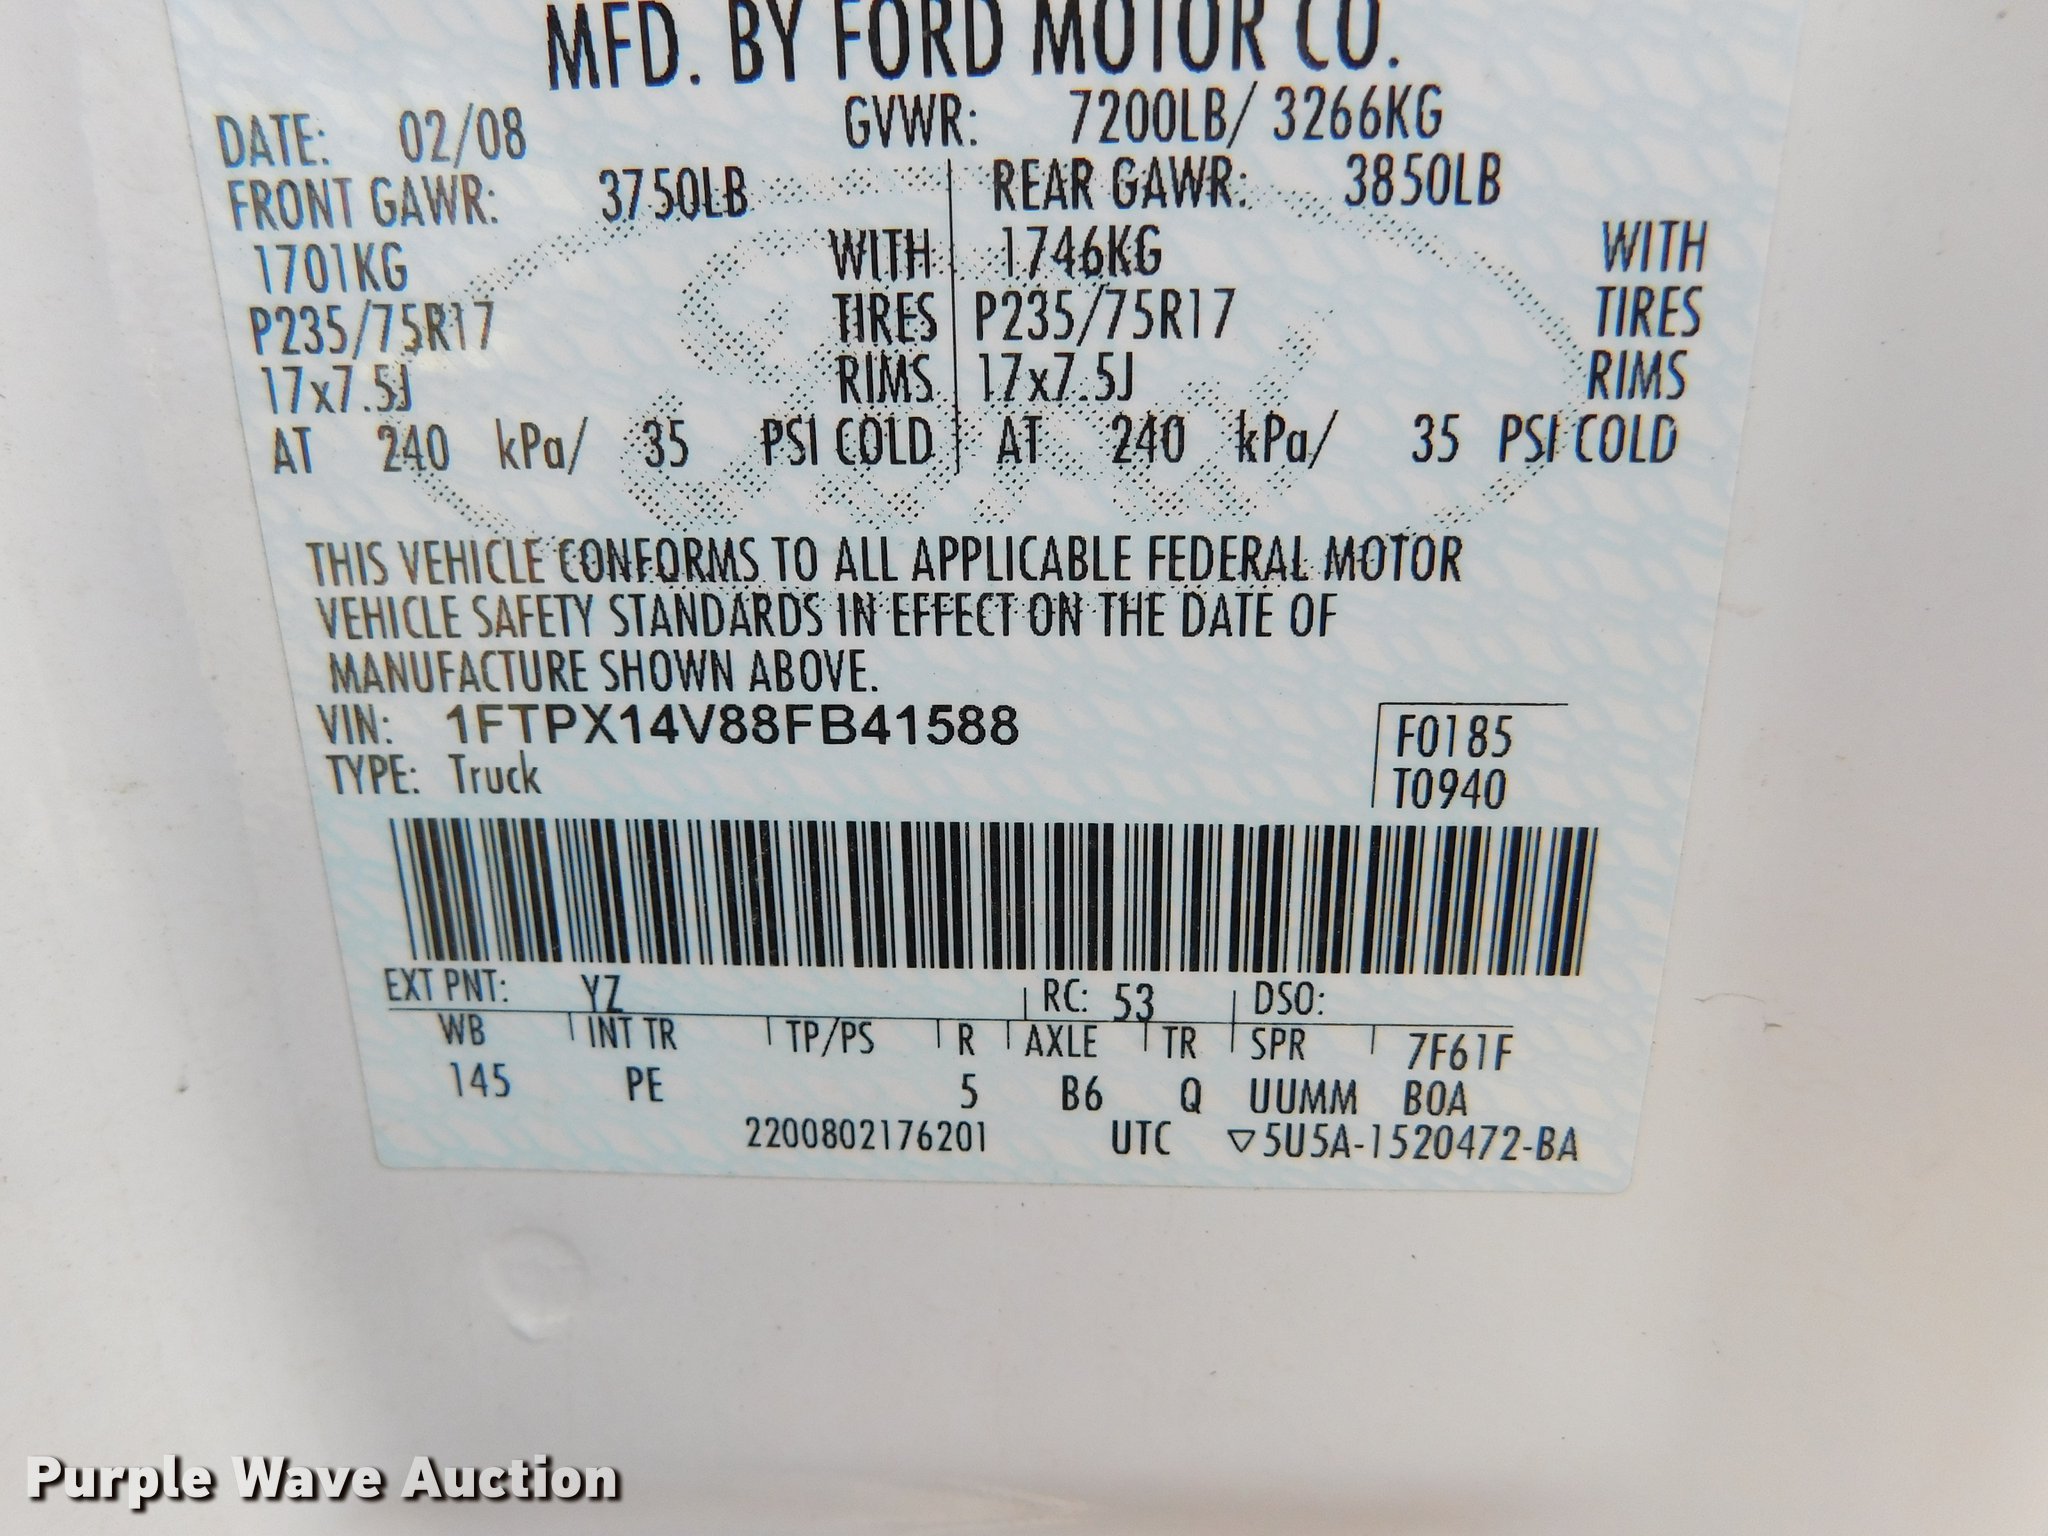 MFD. BY FORD MOTOR CO.
DATE: 02/08 GVWR: 7200LB/ 3266KG
FRONT GAWR: 3750LB REAR GAWR: 3850LB
1701KG WITH 1746KG WITH
P235/75R17 TIRES P235/75R17 TIRES
17x7.5J RIMS 17x7.5J RIMS
AT 240 kPa/ 35 PSI COLD AT 240 kPa/ 35 PSI COLD
THIS VEHICLE CONFORMS TO ALL APPLICABLE FEDERAL MOTOR
VEHICLE SAFETY STANDARDS IN EFFECT ON THE DATE OF
MANUFACTURE SHOWN ABOVE.
VIN: 1FTPX14V88FB41588 F0185
TYPE: Truck T0940
EXT PNT: YZ RC: 53 DSO:
WB INT TR TP/PS R AXLE TR SPR 7F61F
145 PE 5 B6 Q UUMM BOA
2200802176201 UTC ▽5U5A-1520472-BA
Purple Wave Auction